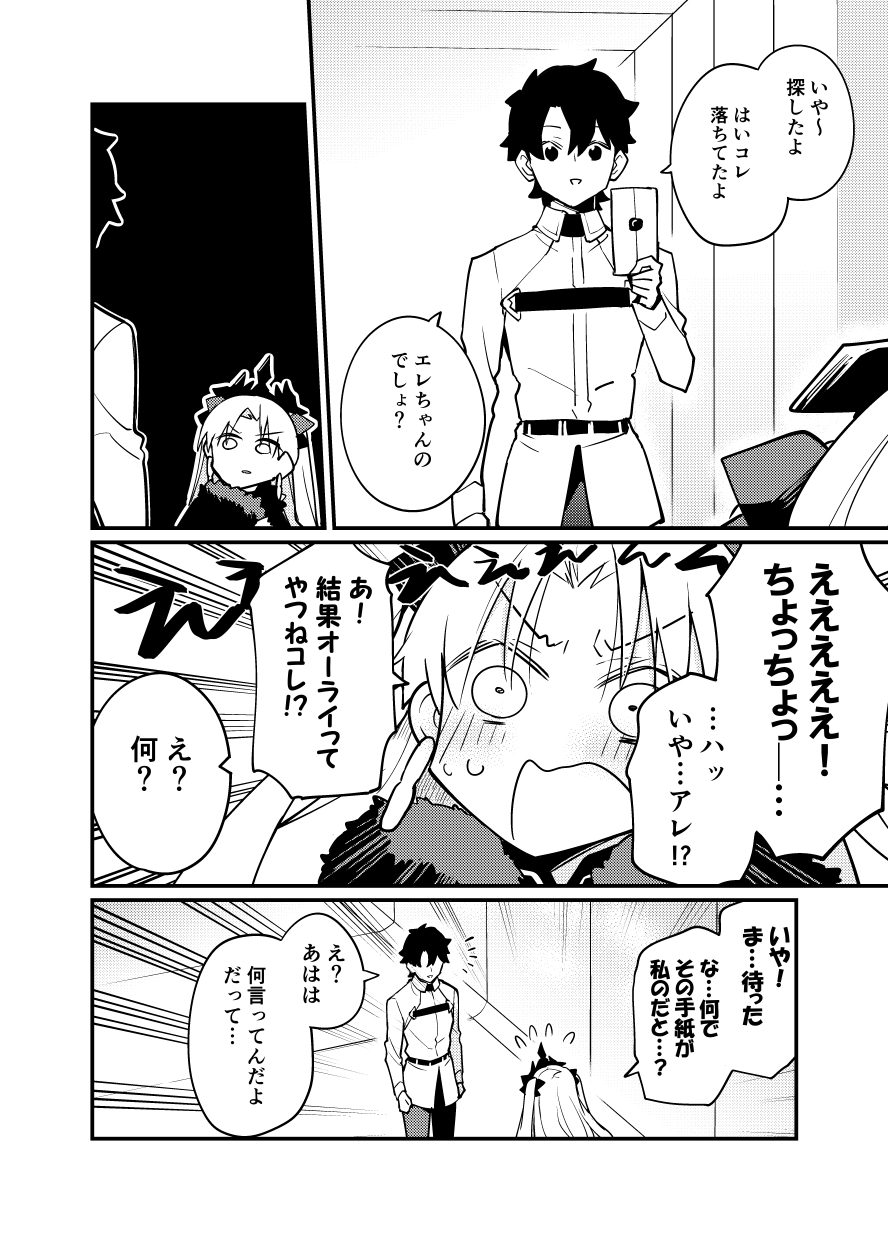 いや〜
探したよ
はいコレ
落ちてたよ
エレちゃんの
でしょ？
ええええええ！
ちょっちょっ―…
…ハッ
いや…アレ!?
あ！
結果オーライって
やつねコレ!?
え？
何？
いや！
ま…待った
な…何で
その手紙が
私のだと…？
え？
あはは
何言ってんだよ
だって…